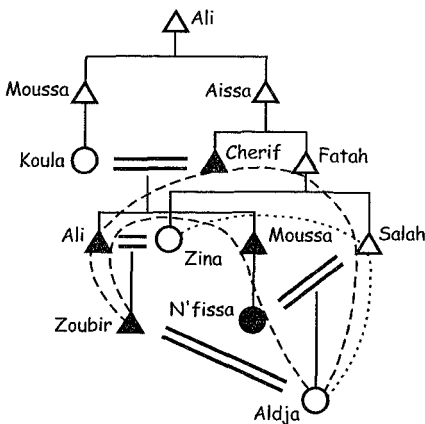 Ali
Moussa
Aissa
Koula
Cherif
Fatah
Ali
Zina
Moussa
Salah
Zoubir
N'fissa
Aldja